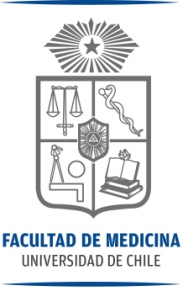 FACULTAD DE MEDICINA
UNIVERSIDAD DE CHILE